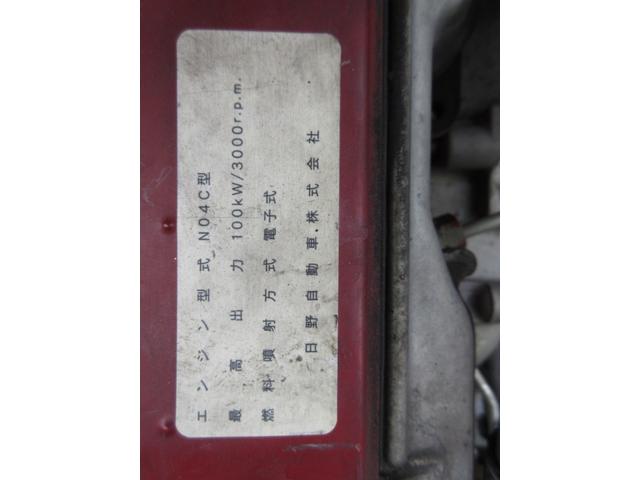 エンジン型式 N04C型
最高出力 100kW/3000r.p.m.
燃料噴射方式 電子式
日野自動車.株式会社